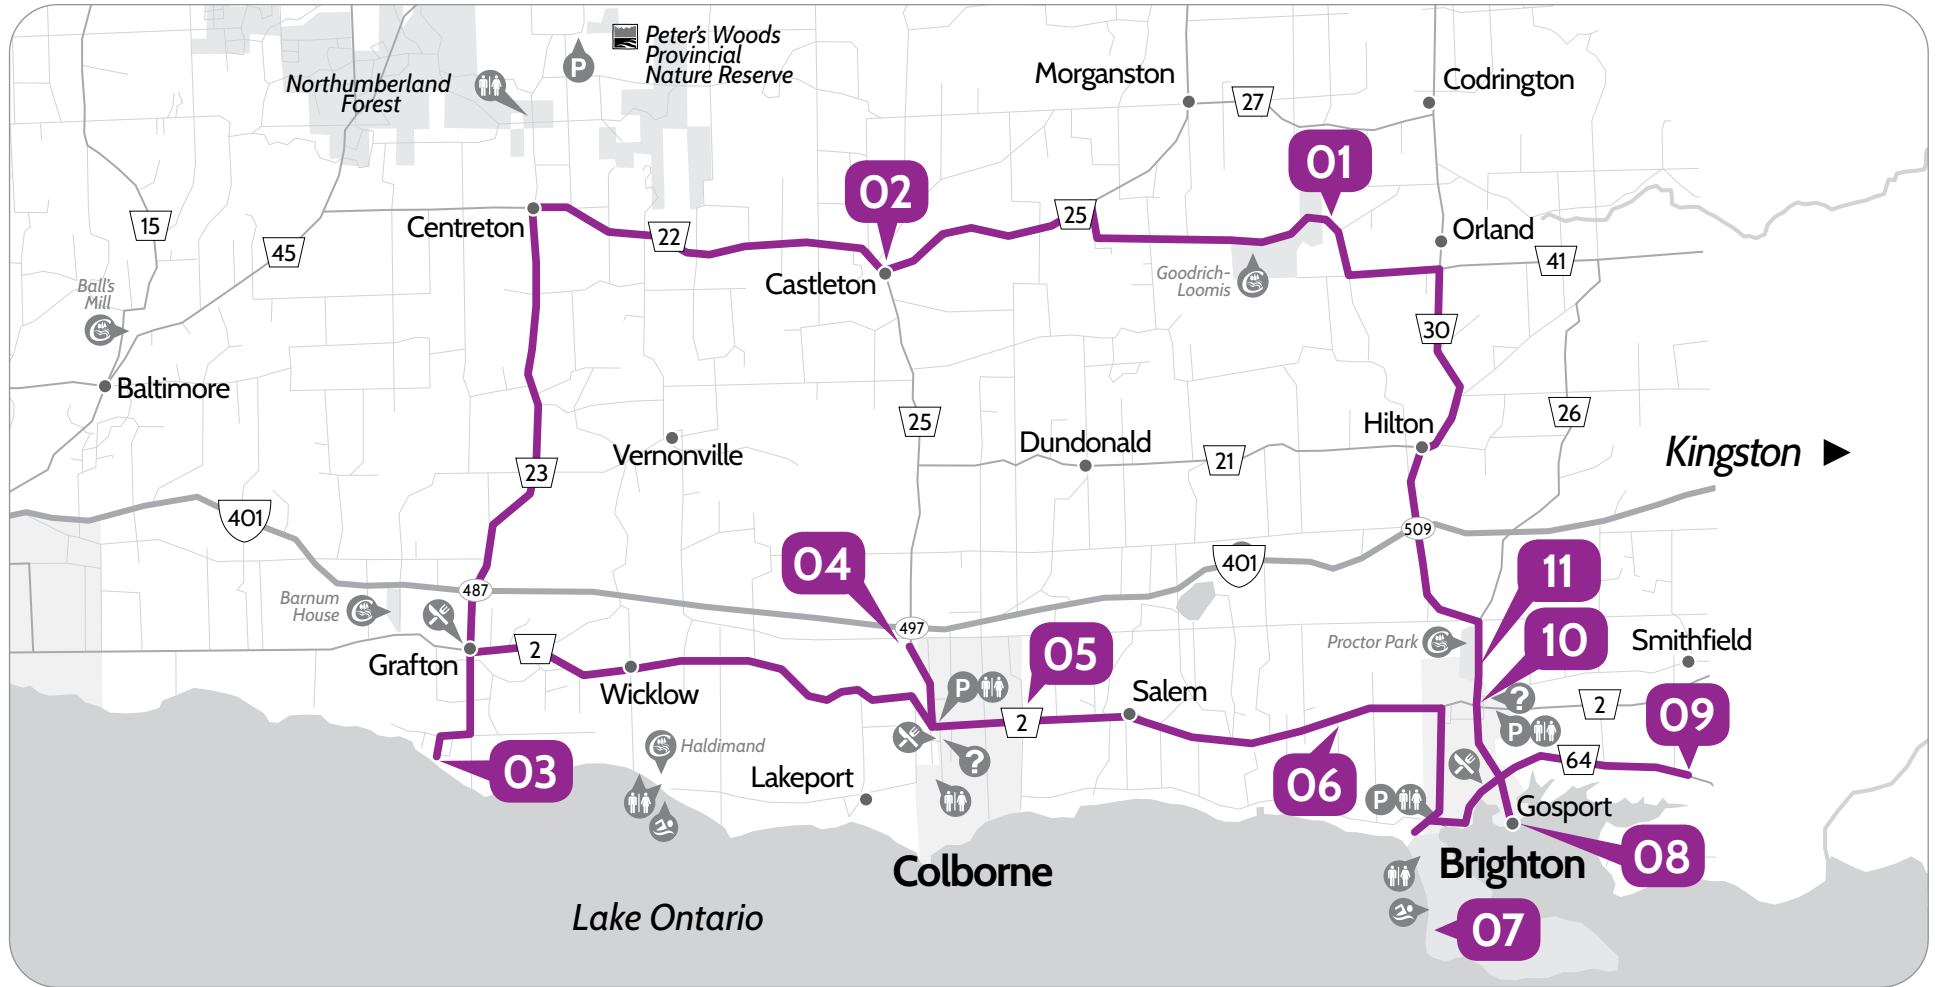 Peter's Woods
Provincial
Nature Reserve
P
Northumberland
Forest
Morganston
Codrington
27
01
02
15
45
Centreton
22
25
Orland
41
Castleton
Goodrich-
Loomis
Ball's
Mill
30
Baltimore
25
26
Hilton
Dundonald
Vernonville
21
Kingston
23
401
509
401
04
11
487
Barnum
House
497
10
Proctor Park
Smithfield
05
2
Grafton
Wicklow
P
Salem
2
?
2
09
P
Haldimand
?
64
03
Lakeport
06
P
Gosport
08
Colborne
Brighton
Lake Ontario
07